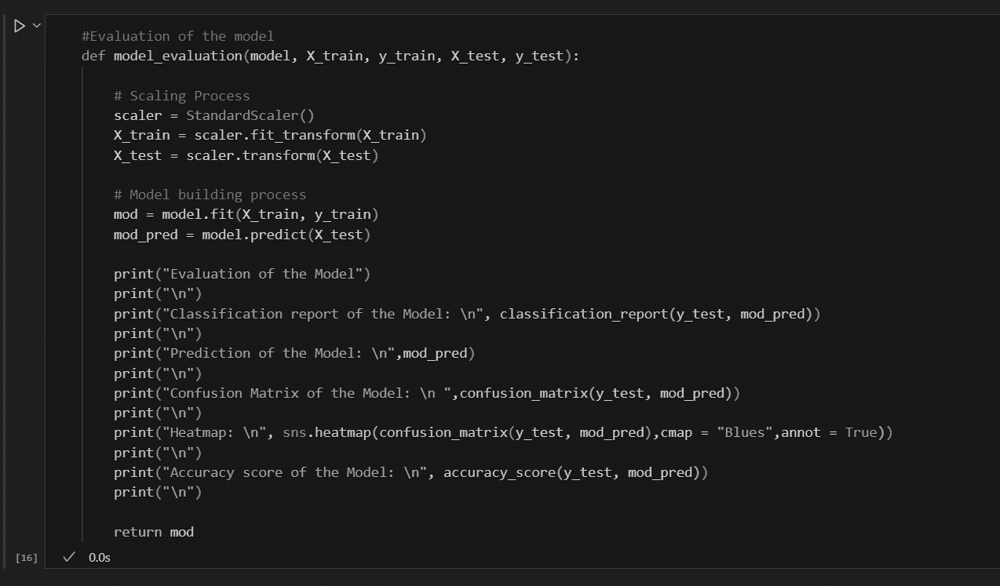 #Evaluation of the model
def model_evaluation(model, X_train, y_train, X_test, y_test):
# Scaling Process
scaler = StandardScaler()
X_train = scaler.fit_transform(X_train)
X_test = scaler.transform(X_test)
# Model building process
mod = model.fit(X_train, y_train)
mod_pred = model.predict(X_test)
print("Evaluation of the Model")
print("\n")
print("Classification report of the Model: \n", classification_report(y_test, mod_pred))
print("\n")
print("Prediction of the Model: \n",mod_pred)
print("\n")
print("Confusion Matrix of the Model: \n ",confusion_matrix(y_test, mod_pred))
print("\n")
print("Heatmap: \n", sns.heatmap(confusion_matrix(y_test, mod_pred),cmap = "Blues",annot = True))
print("\n")
print("Accuracy score of the Model: \n", accuracy_score(y_test, mod_pred))
print("\n")
return mod
[16] 0.0s